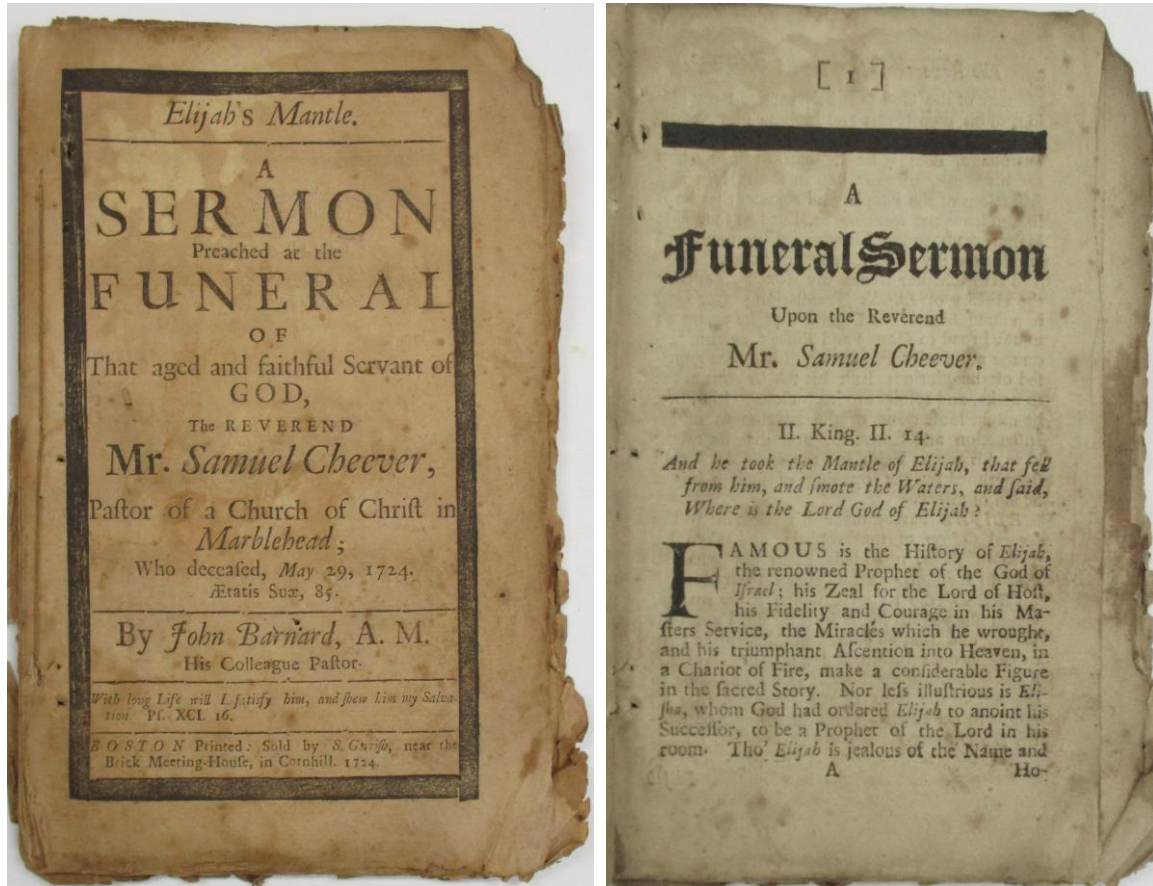 Elijah's Mantle.
A
SERMON
Preached at the
FUNERAL
OF
That aged and faithful Servant of
GOD,
The REVEREND
Mr. Samuel Cheever,
Paſtor of a Church of Chriſt in
Marblehead;
Who deceaſed, May 29, 1724.
Ætatis Suæ, 85.
By John Barnard, A. M.
His Colleague Paſtor.
With long Life will I ſatisfy him, and ſhew him my Salva-
tion Pſ. XCI. 16.
BOSTON Printed: Sold by S. Gerriſh, near the
Brick Meeting-Houſe, in Cornhill. 1724.
[ 1 ]
A
Funeral Sermon
Upon the Reverend
Mr. Samuel Cheever.
II. King. II. 14.
And he took the Mantle of Elijah, that fell
from him, and ſmote the Waters, and ſaid,
Where is the Lord God of Elijah?
FAMOUS is the Hiſtory of Elijah,
the renowned Prophet of the God of
Iſrael; his Zeal for the Lord of Hoſt,
his Fidelity and Courage in his Ma-
ſters Service, the Miracles which he wrought,
and his triumphant Aſcention into Heaven, in
a Chariot of Fire, make a conſiderable Figure
in the ſacred Story. Nor leſs illuſtrious is Eli-
ſha, whom God had ordered Elijah to anoint his
Succeſſor, to be a Prophet of the Lord in his
room. Tho' Elijah is jealous of the Name and
A Ho-